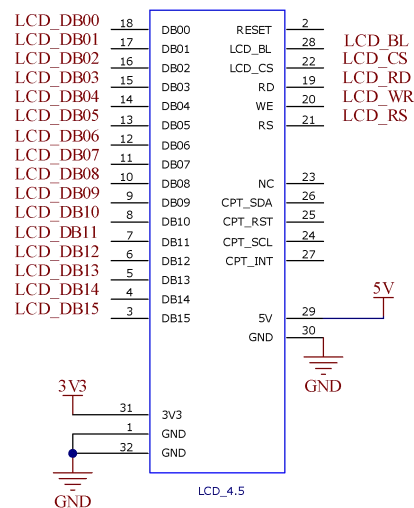 LCD_DB00 18 DB00 RESET 2
LCD_DB01 17 DB01 LCD_BL 28 LCD_BL
LCD_DB02 16 DB02 LCD_CS 22 LCD_CS
LCD_DB03 15 DB03 RD 19 LCD_RD
LCD_DB04 14 DB04 WE 20 LCD_WR
LCD_DB05 13 DB05 RS 21 LCD_RS
LCD_DB06 12 DB06
LCD_DB07 11 DB07
LCD_DB08 10 DB08 NC 23
LCD_DB09 9 DB09 CPT_SDA 26
LCD_DB10 8 DB10 CPT_RST 25
LCD_DB11 7 DB11 CPT_SCL 24
LCD_DB12 6 DB12 CPT_INT 27
LCD_DB13 5 DB13
LCD_DB14 4 DB14
LCD_DB15 3 DB15 5V 29 5V
GND 30
GND
3V3 31 3V3
1 GND
32 GND
GND
LCD_4.5